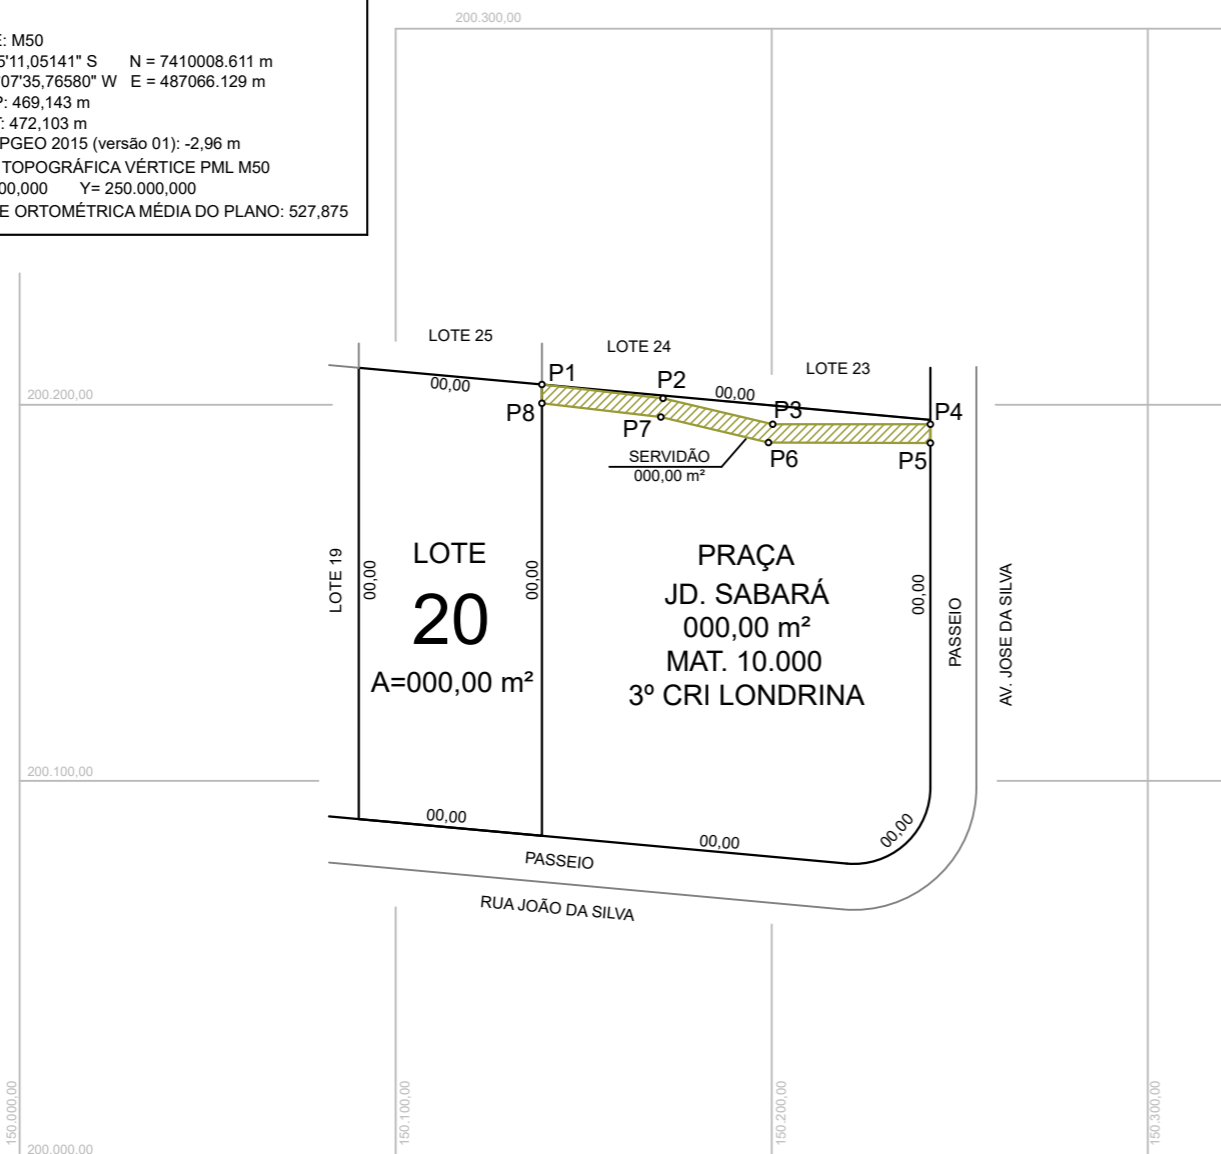 200.300,00
: M50
5'11,05141" S N = 7410008.611 m
07'35,76580" W E = 487066.129 m
: 469,143 m
: 472,103 m
PGEO 2015 (versão 01): -2,96 m
TOPOGRÁFICA VÉRTICE PML M50
00,000 Y= 250.000,000
E ORTOMÉTRICA MÉDIA DO PLANO: 527,875
LOTE 25
LOTE 24
LOTE 23
P1
P2
00,00
00,00
200.200,00
P8
P3
P4
P7
P6
P5
SERVIDÃO
000,00 m²
LOTE 19
00,00
LOTE
20
A=000,00 m²
00,00
PRAÇA
JD. SABARÁ
000,00 m²
MAT. 10.000
3º CRI LONDRINA
00,00
PASSEIO
AV. JOSE DA SILVA
200.100,00
00,00
00,00
00,00
PASSEIO
RUA JOÃO DA SILVA
150.000,00
150.100,00
150.200,00
150.300,00
200.000,00